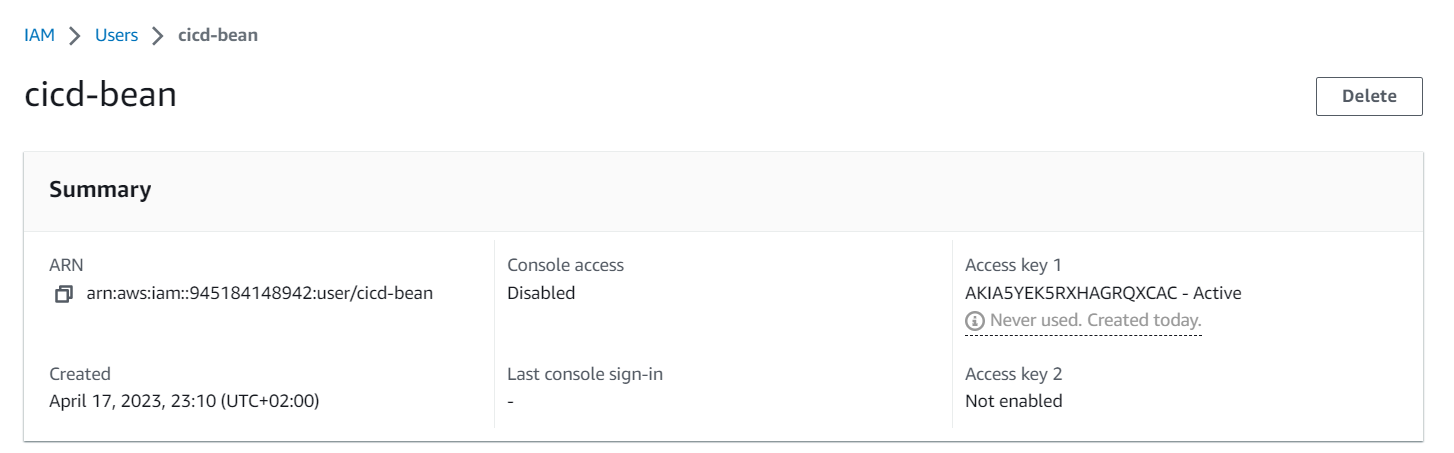 IAM > Users > cicd-bean
cicd-bean
Delete
Summary
ARN
arn:aws:iam::945184148942:user/cicd-bean
Console access
Disabled
Access key 1
AKIA5YEK5RXHAGRQXCAC - Active
Never used. Created today.
Created
April 17, 2023, 23:10 (UTC+02:00)
Last console sign-in
-
Access key 2
Not enabled